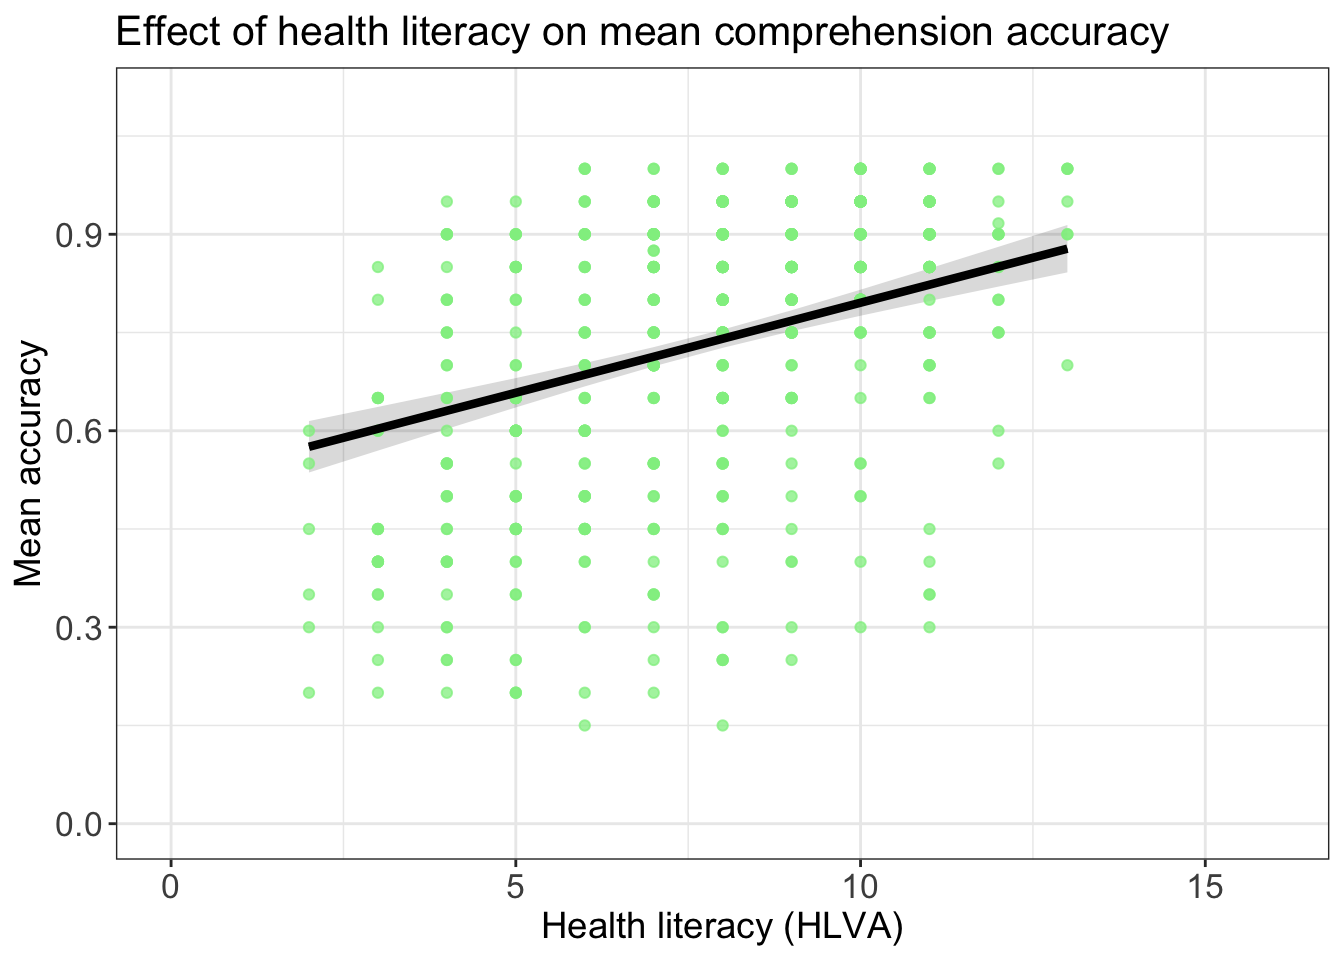 Effect of health literacy on mean comprehension accuracy
Mean accuracy
0.9
0.6
0.3
0.0
0 5 10 15
Health literacy (HLVA)